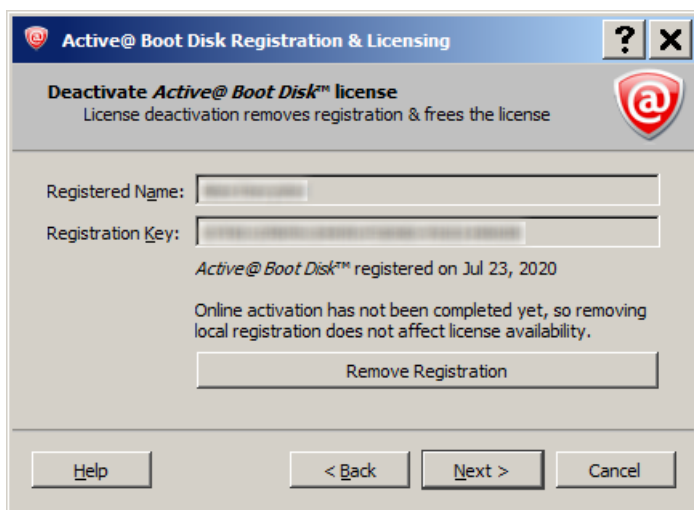 Active@ Boot Disk Registration & Licensing
Deactivate Active@ Boot Disk™ license
License deactivation removes registration & frees the license
Registered Name:
Registration Key:
Active@ Boot Disk™ registered on Jul 23, 2020
Online activation has not been completed yet, so removing
local registration does not affect license availability.
Remove Registration
Help
< Back
Next >
Cancel